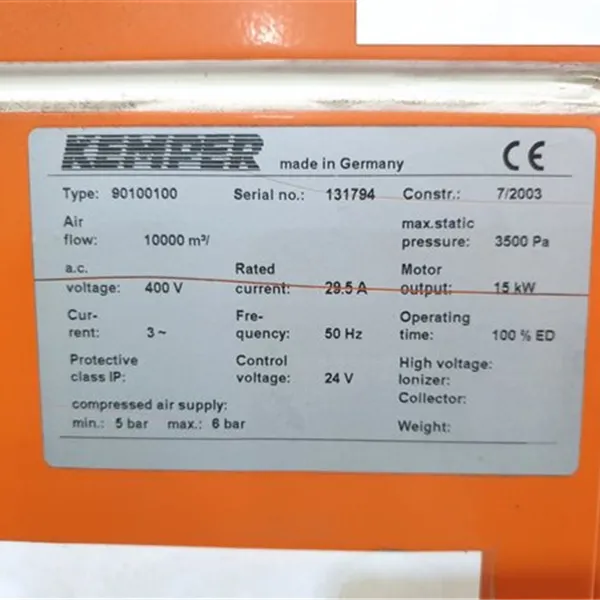 KEMPER made in Germany CE
Type: 90100100 Serial no.: 131794 Constr.: 7/2003
Air flow: 10000 m³/ max.static pressure: 3500 Pa
a.c. voltage: 400 V Rated current: 29.5 A Motor output: 15 kW
Cur-rent: 3~ Fre-quency: 50 Hz Operating time: 100 % ED
Protective class IP: Control voltage: 24 V High voltage:
Ionizer:
Collector:
compressed air supply:
min.: 5 bar max.: 6 bar Weight: